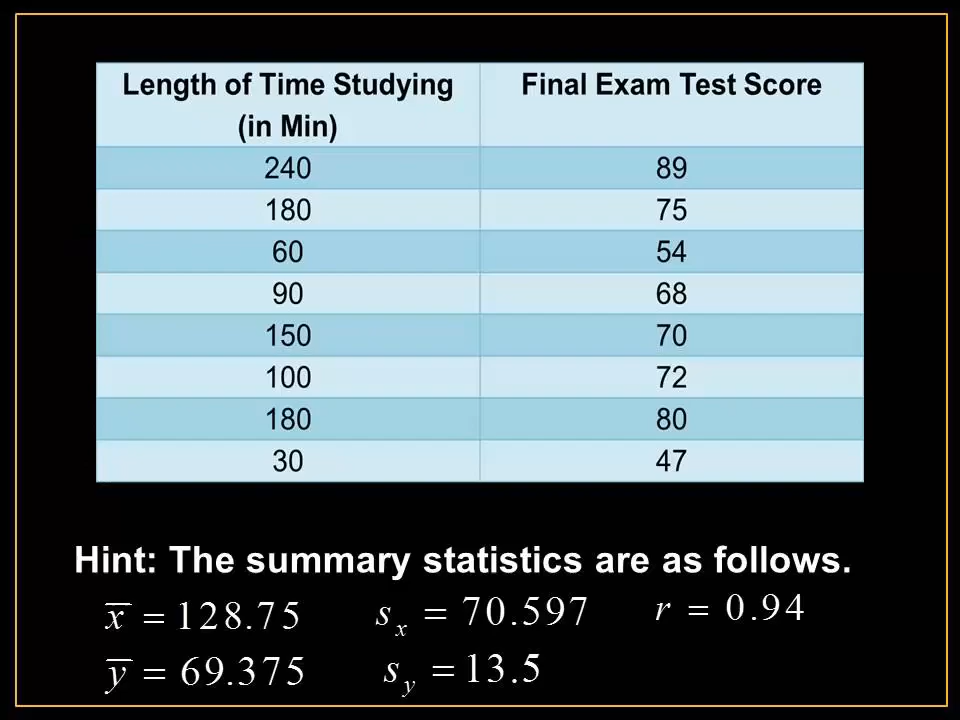 Length of Time Studying Final Exam Test Score
(in Min)
240 89
180 75
60 54
90 68
150 70
100 72
180 80
30 47
Hint: The summary statistics are as follows.
x̅ = 128.75 sₓ = 70.597 r = 0.94
y̅ = 69.375 s_y = 13.5